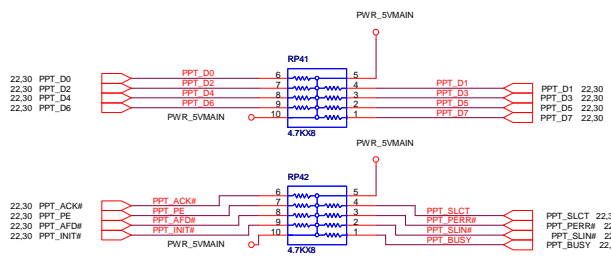 PWR_5VMAIN
RP41
22,30 PPT_D0 PPT_D0 6 5
22,30 PPT_D2 PPT_D2 7 4 PPT_D1 PPT_D1 22,30
22,30 PPT_D4 PPT_D4 8 3 PPT_D3 PPT_D3 22,30
22,30 PPT_D6 PPT_D6 9 2 PPT_D5 PPT_D5 22,30
PWR_5VMAIN 10 1 PPT_D7 PPT_D7 22,30
4.7KX8
PWR_5VMAIN
RP42
22,30 PPT_ACK# PPT_ACK# 6 5
22,30 PPT_PE PPT_PE 7 4 PPT_SLCT PPT_SLCT 22,3
22,30 PPT_AFD# PPT_AFD# 8 3 PPT_PERR# PPT_PERR# 22
22,30 PPT_INIT# PPT_INIT# 9 2 PPT_SLIN# PPT_SLIN# 22
PWR_5VMAIN 10 1 PPT_BUSY PPT_BUSY 22,
4.7KX8